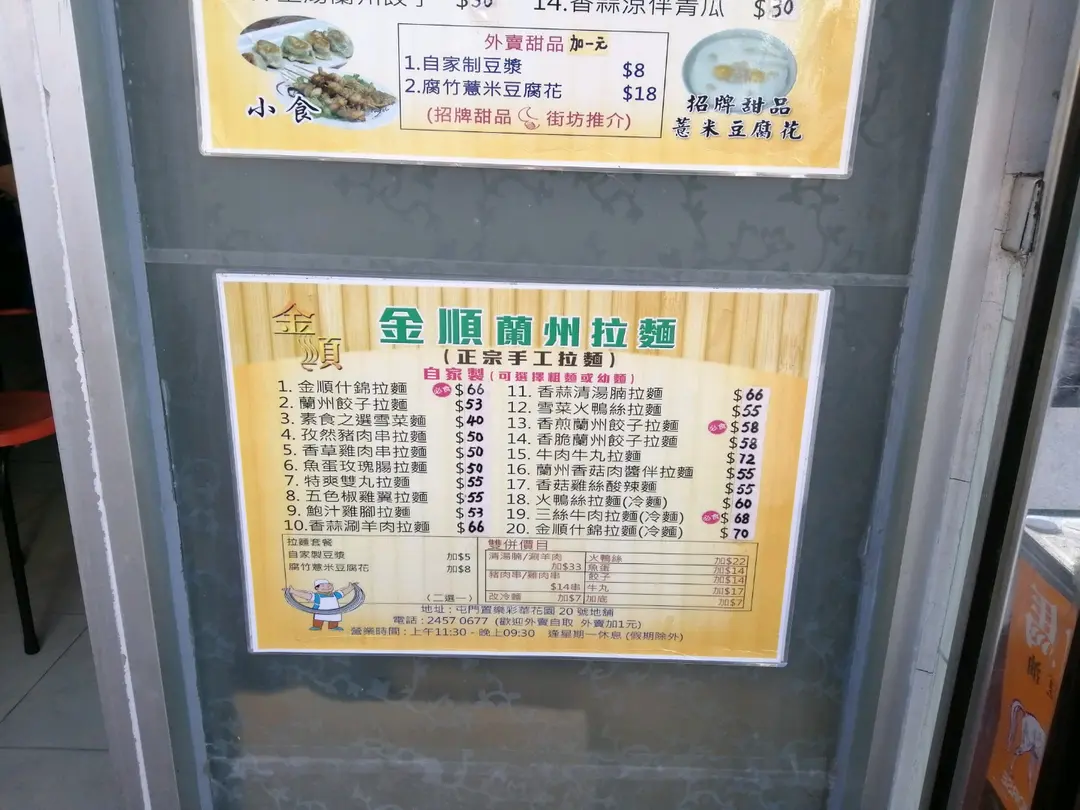 $30 14.香蒜涼伴青瓜 $30
小食
外賣甜品加一元
1.自家制豆漿 $8
2.腐竹薏米豆腐花 $18
(招牌甜品 街坊推介)
招牌甜品
薏米豆腐花
金順
金順蘭州拉麵
(正宗手工拉麵)
自家製(可選擇粗麵或幼麵)
1. 金順什錦拉麵 必食 $66
2. 蘭州餃子拉麵 $53
3. 素食之選雪菜麵 $40
4. 孜然豬肉串拉麵 $50
5. 香草雞肉串拉麵 $50
6. 魚蛋玫瑰腸拉麵 $50
7. 特爽雙丸拉麵 $55
8. 五色椒雞翼拉麵 $55
9. 鮑汁雞腳拉麵 $53
10.香蒜涮羊肉拉麵 $66
11. 香蒜清湯腩拉麵 $66
12. 雪菜火鴨絲拉麵 $55
13. 香煎蘭州餃子拉麵 必食 $58
14. 香脆蘭州餃子拉麵 $58
15. 牛肉牛丸拉麵 $72
16. 蘭州香菇肉醬伴拉麵 $55
17. 香菇雞絲酸辣麵 $55
18. 火鴨絲拉麵(冷麵) $60
19. 三絲牛肉拉麵(冷麵) 必食 $68
20. 金順什錦拉麵(冷麵) $70
拉麵套餐
自家製豆漿 加$5
腐竹薏米豆腐花 加$8
(二選一)
雙併價目
清湯腩/涮羊肉 加$33
豬肉串/雞肉串 $14串
改冷麵 加$7
火鴨絲 加$22
魚蛋 加$14
餃子 加$14
牛丸 加$17
加底 加$7
地址:屯門置樂彩華花園 20 號地舖
電話:2457 0677 (歡迎外賣自取 外賣加1元)
營業時間:上午11:30 - 晚上09:30 逢星期一休息 (假期除外)